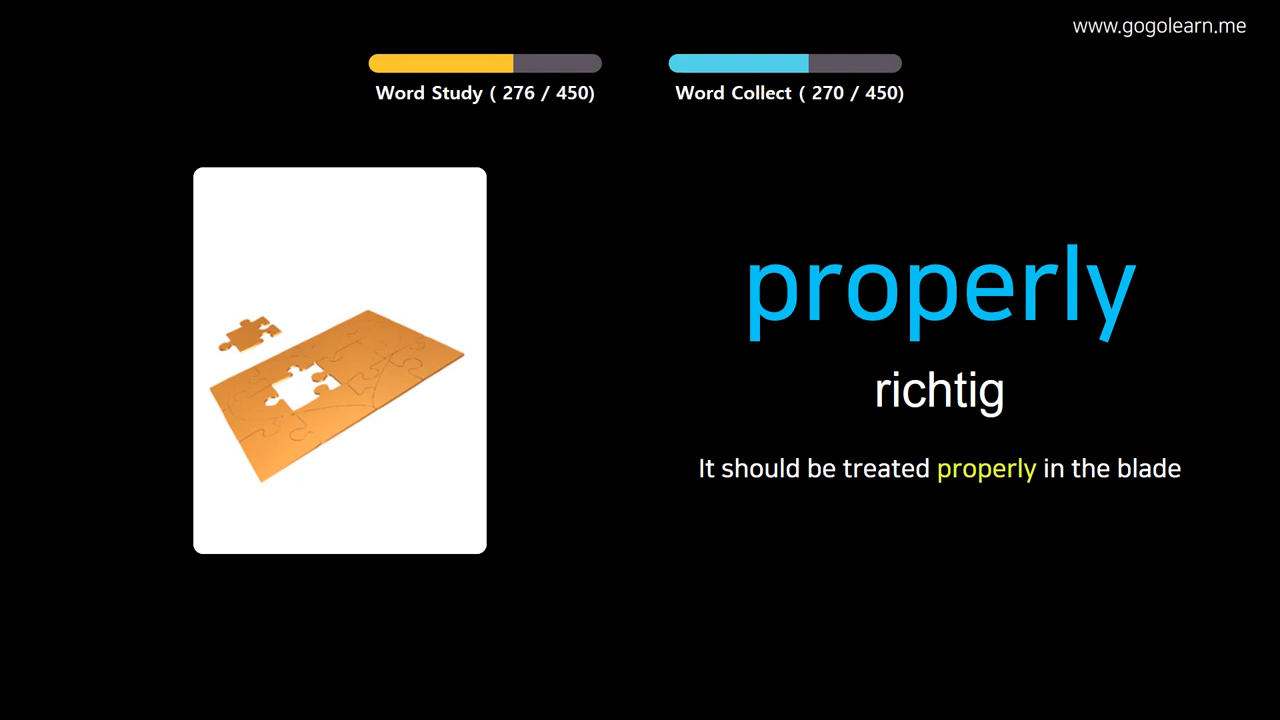 www.gogolearn.me
Word Study ( 276 / 450)
Word Collect ( 270 / 450)
properly
richtig
It should be treated properly in the blade